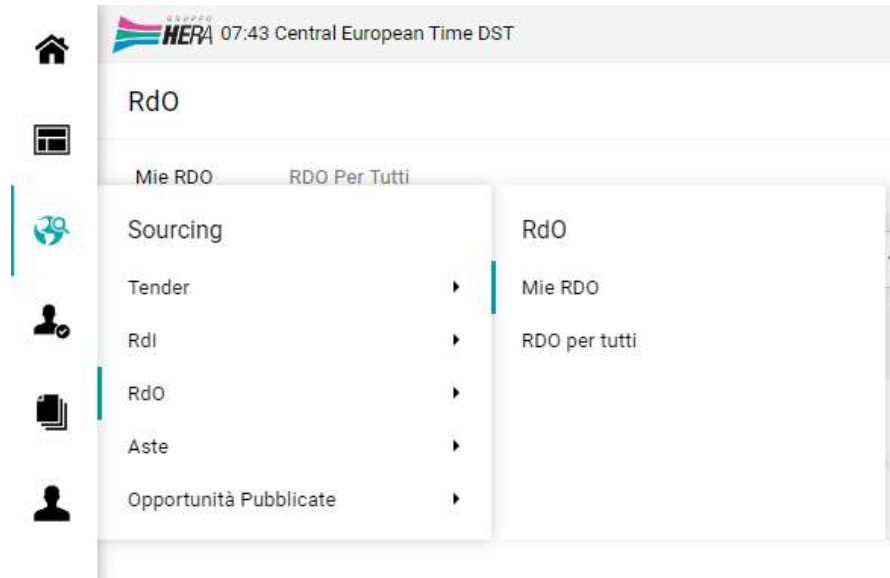 GRUPPO
HERA 07:43 Central European Time DST
RdO
Mie RDO RDO Per Tutti
Sourcing
Tender
RdI
RdO
Aste
Opportunità Pubblicate
RdO
Mie RDO
RDO per tutti